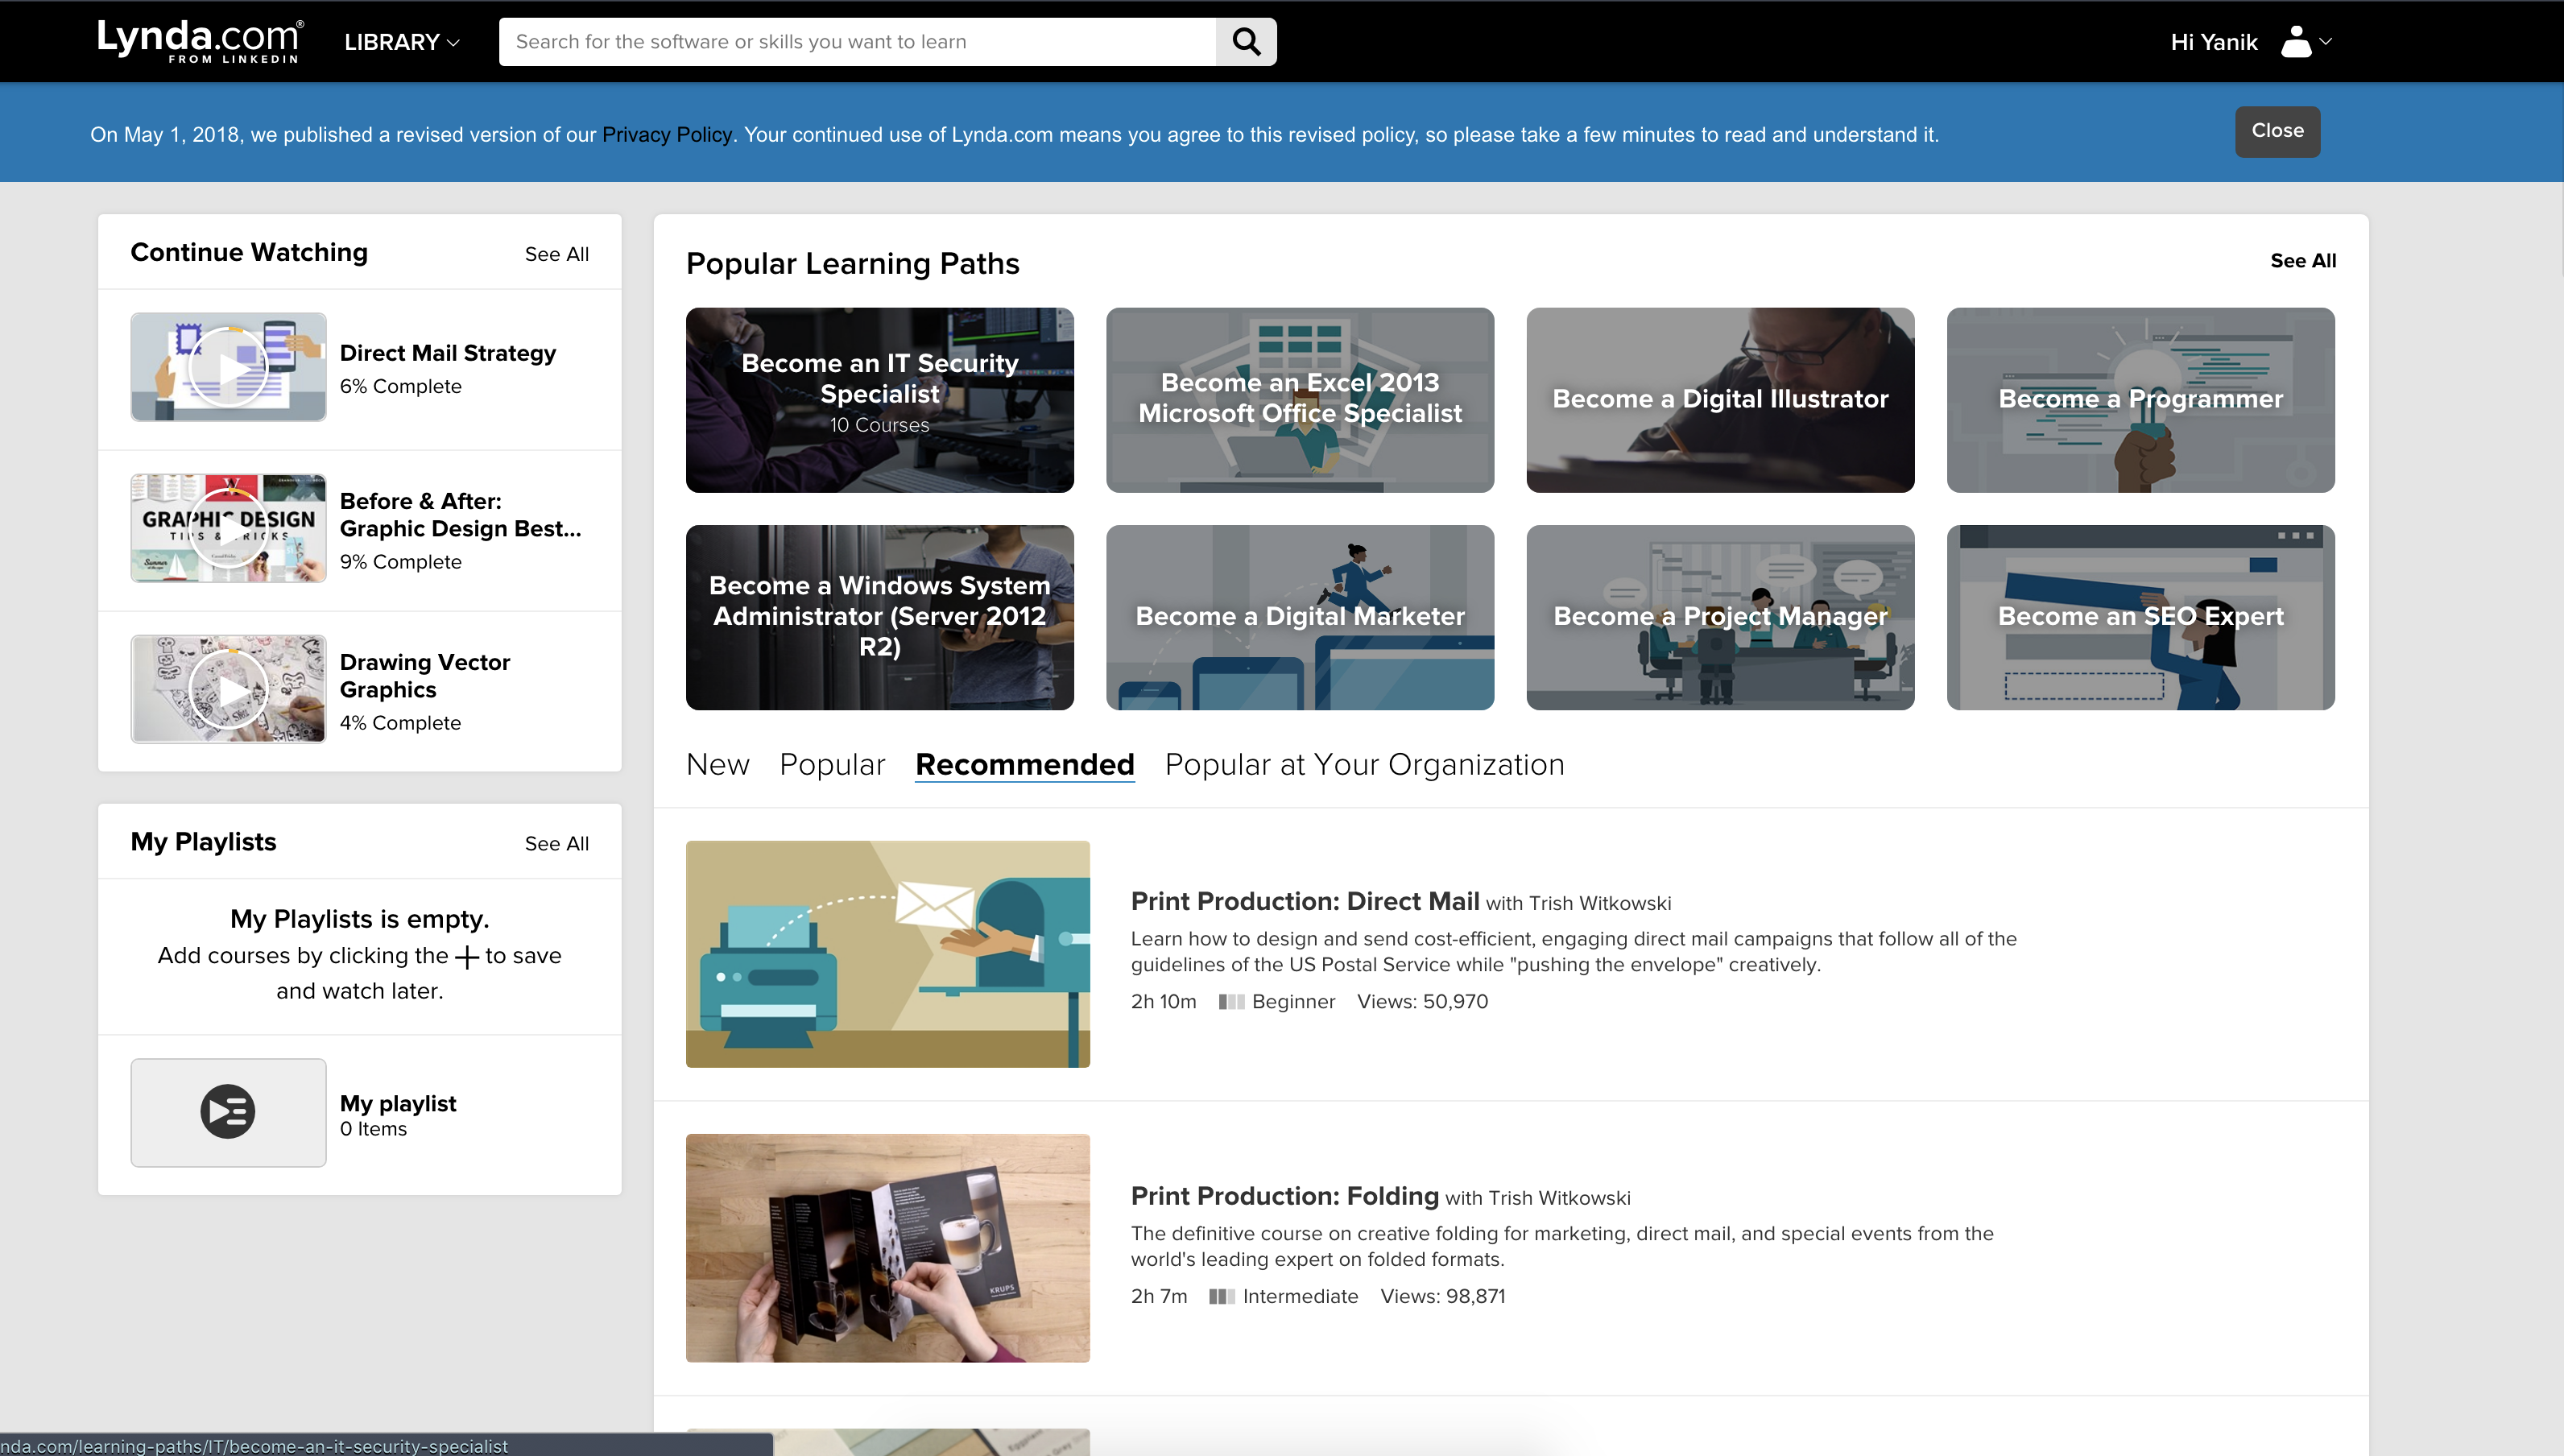 Lynda.com®
FROM LINKEDIN
LIBRARY
Search for the software or skills you want to learn
Hi Yanik
On May 1, 2018, we published a revised version of our Privacy Policy. Your continued use of Lynda.com means you agree to this revised policy, so please take a few minutes to read and understand it.
Close
Continue Watching
See All
Direct Mail Strategy
6% Complete
GRAPHIC DESIGN
TIPS & TRICKS
Before & After:
Graphic Design Best...
9% Complete
Drawing Vector
Graphics
4% Complete
My Playlists
See All
My Playlists is empty.
Add courses by clicking the + to save
and watch later.
My playlist
0 Items
Popular Learning Paths
See All
Become an IT Security
Specialist
10 Courses
Become an Excel 2013
Microsoft Office Specialist
Become a Digital Illustrator
Become a Programmer
Become a Windows System
Administrator (Server 2012
R2)
Become a Digital Marketer
Become a Project Manager
Become an SEO Expert
New
Popular
Recommended
Popular at Your Organization
Print Production: Direct Mail with Trish Witkowski
Learn how to design and send cost-efficient, engaging direct mail campaigns that follow all of the
guidelines of the US Postal Service while "pushing the envelope" creatively.
2h 10m Beginner Views: 50,970
KRUPS
Print Production: Folding with Trish Witkowski
The definitive course on creative folding for marketing, direct mail, and special events from the
world's leading expert on folded formats.
2h 7m Intermediate Views: 98,871
nda.com/learning-paths/IT/become-an-it-security-specialist